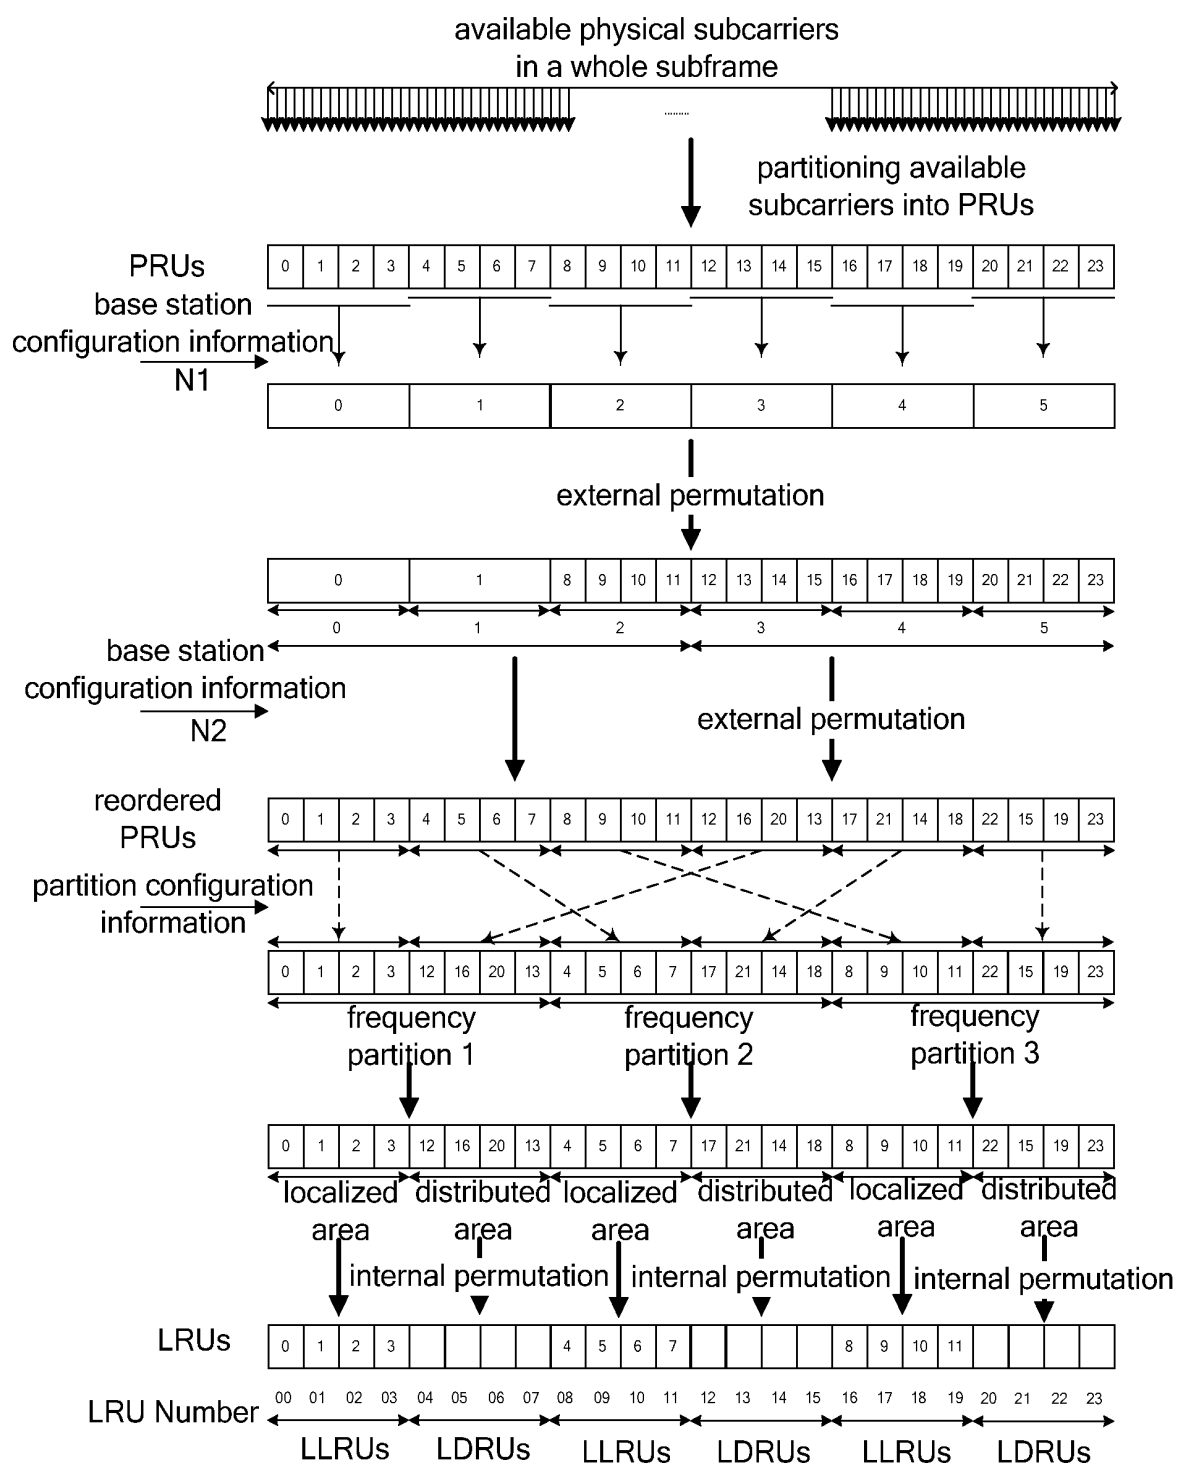 available physical subcarriers
in a whole subframe
.........
partitioning available
subcarriers into PRUs
PRUs 0 1 2 3 4 5 6 7 8 9 10 11 12 13 14 15 16 17 18 19 20 21 22 23
base station
configuration information
N1
0 1 2 3 4 5
external permutation
0 1 8 9 10 11 12 13 14 15 16 17 18 19 20 21 22 23
0 1 2 3 4 5
base station
configuration information
N2
external permutation
reordered
PRUs
0 1 2 3 4 5 6 7 8 9 10 11 12 16 20 13 17 21 14 18 22 15 19 23
partition configuration
information
0 1 2 3 12 16 20 13 4 5 6 7 17 21 14 18 8 9 10 11 22 15 19 23
frequency frequency frequency
partition 1 partition 2 partition 3
0 1 2 3 12 16 20 13 4 5 6 7 17 21 14 18 8 9 10 11 22 15 19 23
localized distributed localized distributed localized distributed
area area area area area area
internal permutation internal permutation internal permutation
LRUs 0 1 2 3 4 5 6 7 8 9 10 11
LRU Number 00 01 02 03 04 05 06 07 08 09 10 11 12 13 14 15 16 17 18 19 20 21 22 23
LLRUs LDRUs LLRUs LDRUs LLRUs LDRUs